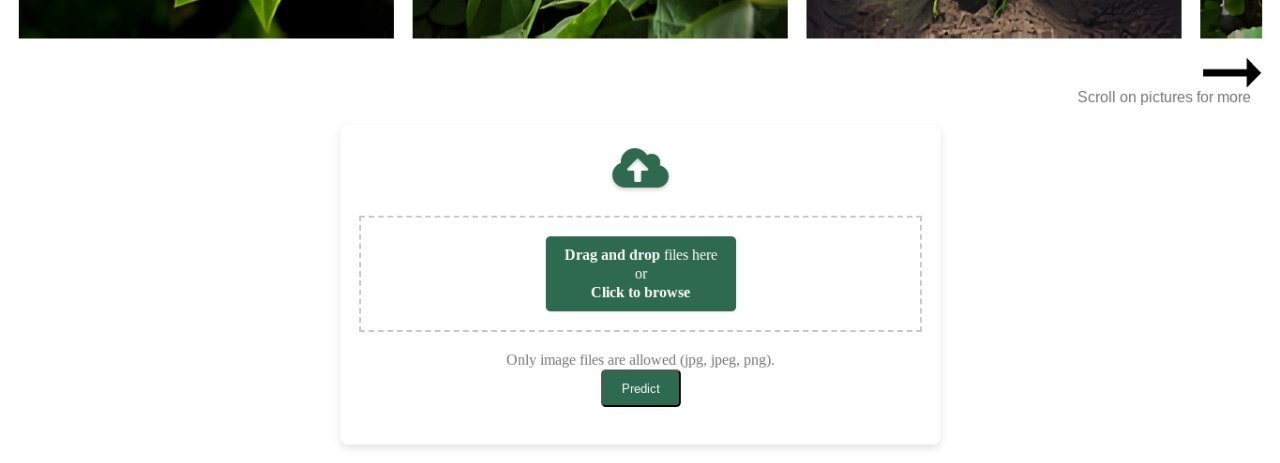 Scroll on pictures for more
Drag and drop files here
or
Click to browse
Only image files are allowed (jpg, jpeg, png).
Predict